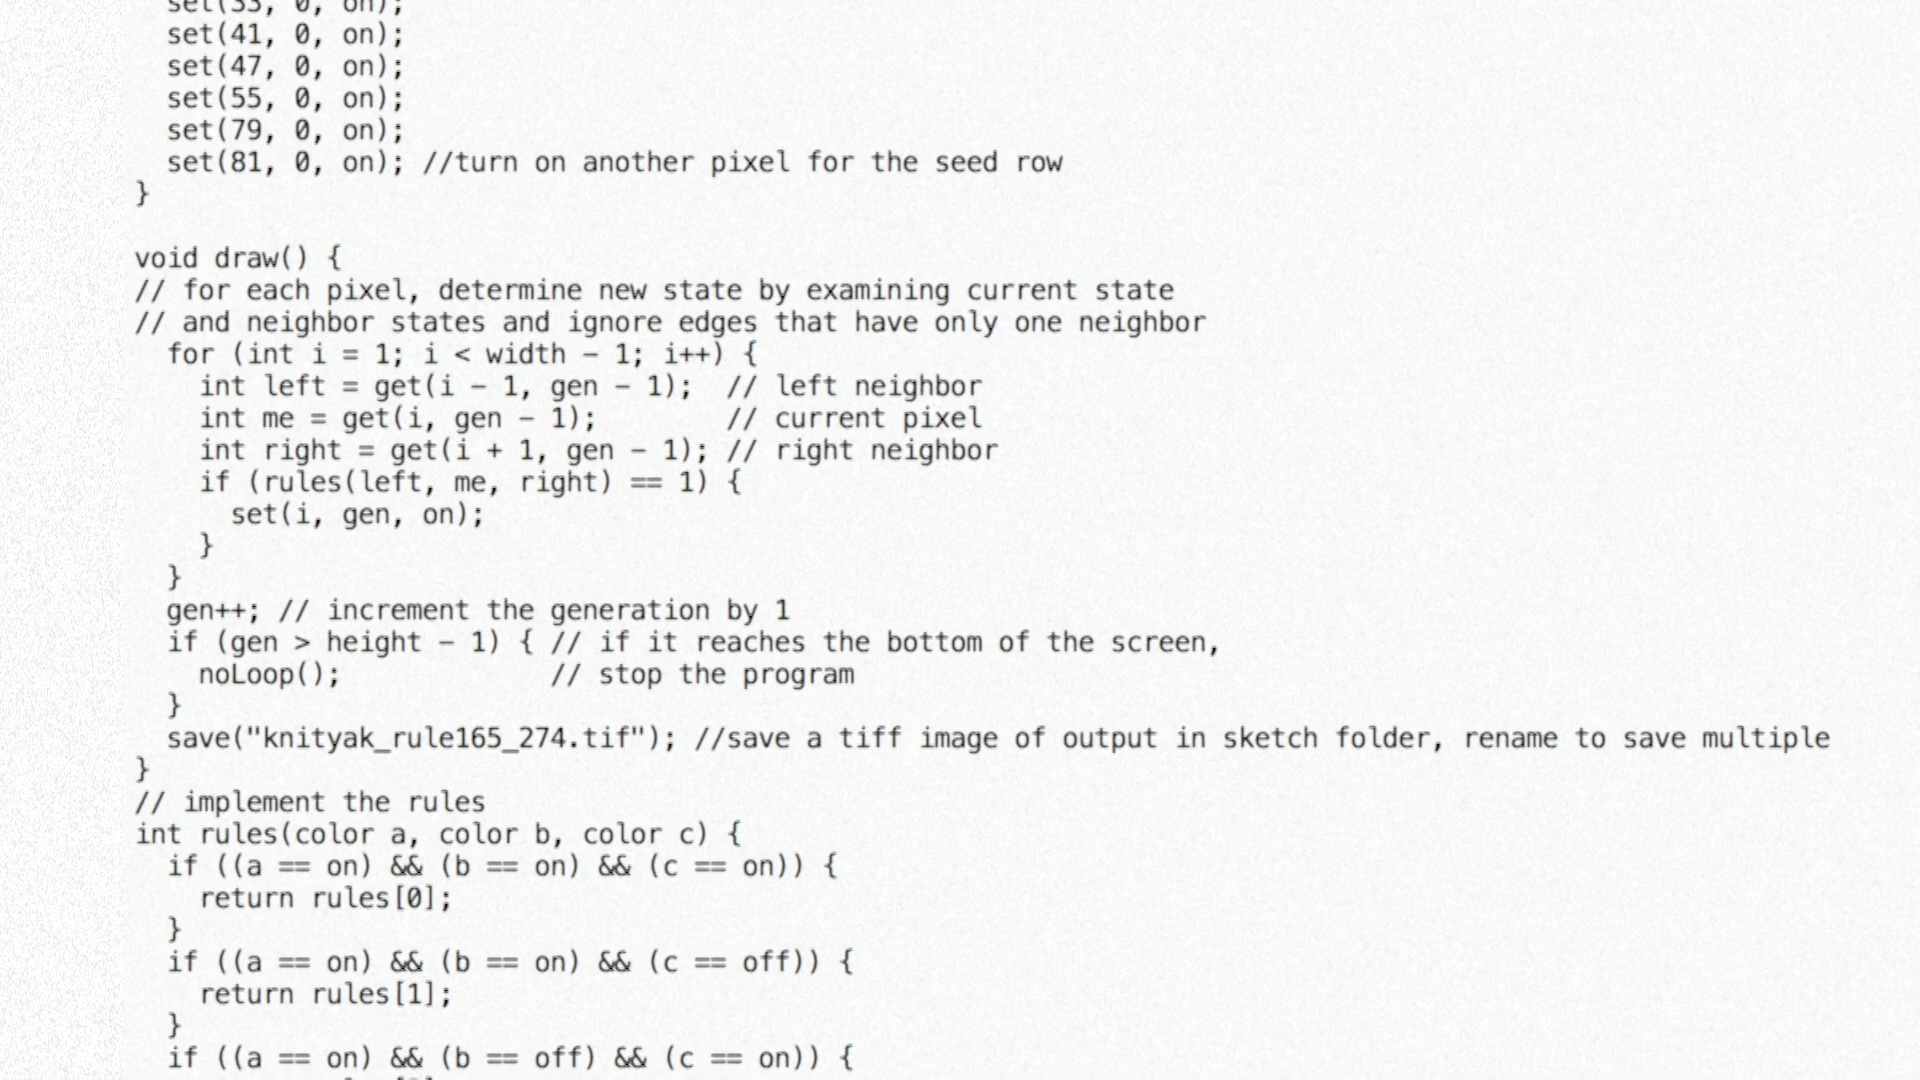 set(33, 0, on);
set(41, 0, on);
set(47, 0, on);
set(55, 0, on);
set(79, 0, on);
set(81, 0, on); //turn on another pixel for the seed row
}

void draw() {
// for each pixel, determine new state by examining current state
// and neighbor states and ignore edges that have only one neighbor
  for (int i = 1; i < width - 1; i++) {
    int left = get(i - 1, gen - 1);  // left neighbor
    int me = get(i, gen - 1);        // current pixel
    int right = get(i + 1, gen - 1); // right neighbor
    if (rules(left, me, right) == 1) {
      set(i, gen, on);
    }
  }
  gen++; // increment the generation by 1
  if (gen > height - 1) { // if it reaches the bottom of the screen,
    noLoop();             // stop the program
  }
  save("knityak_rule165_274.tif"); //save a tiff image of output in sketch folder, rename to save multiple
}
// implement the rules
int rules(color a, color b, color c) {
  if ((a == on) && (b == on) && (c == on)) {
    return rules[0];
  }
  if ((a == on) && (b == on) && (c == off)) {
    return rules[1];
  }
  if ((a == on) && (b == off) && (c == on)) {